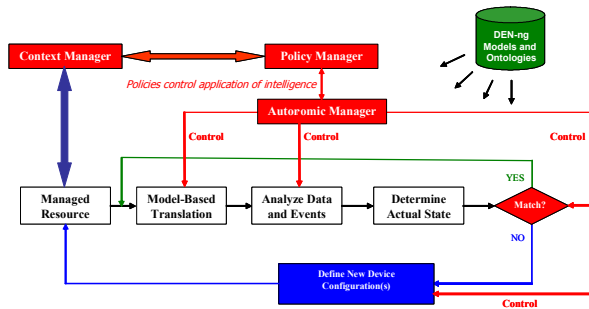 DEN-ng
Models and
Ontologies
Context Manager
Policy Manager
Policies control application of intelligence
Autoromic Manager
Control
Control
Control
YES
Managed
Resource
Model-Based
Translation
Analyze Data
and Events
Determine
Actual State
Match?
NO
Define New Device
Configuration(s)
Control